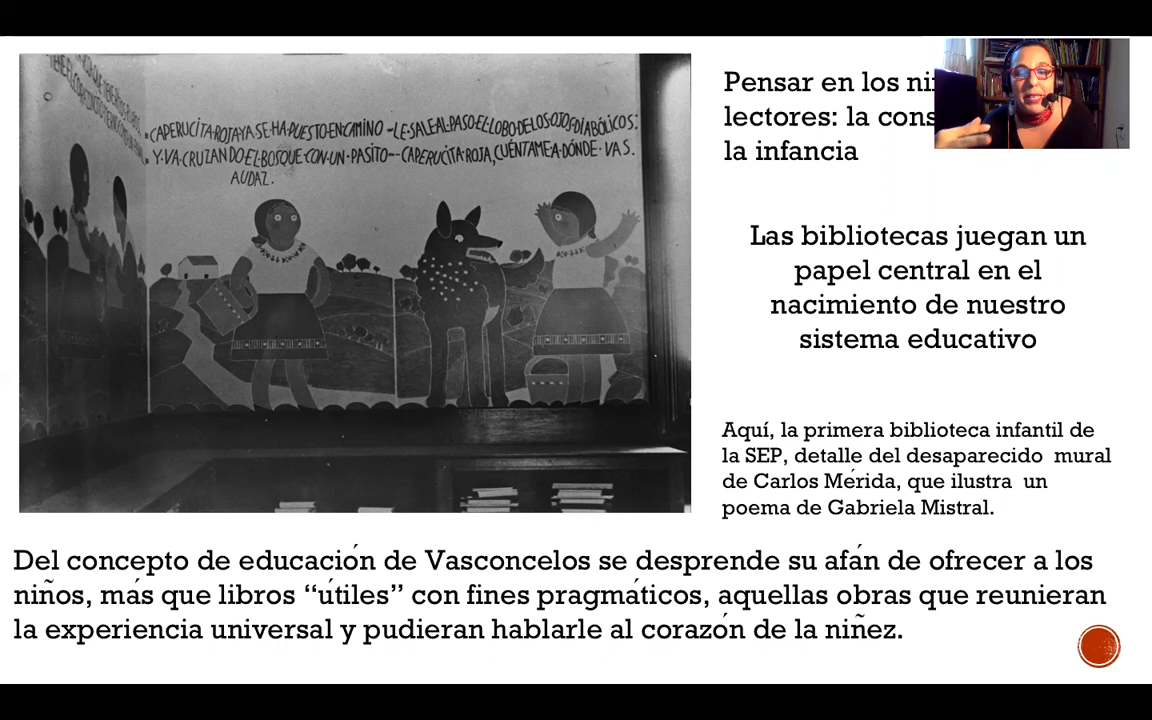 CAPERUCITA·ROJA·YA·SE·HA·PUESTO·EN·CAMINO –LE·SALE·AL·PASO·EL·LOBO·DE·LOS·OJOS·DIABÓLICOS:
·Y·VA·CRUZANDO·EL·BOSQUE·CON·UN·PASITO– –CAPERUCITA·ROJA, CUÉNTAME·A·DÓNDE·VAS.
AUDAZ.
Pensar en los
lectores: la
la infancia
Las bibliotecas juegan un
papel central en el
nacimiento de nuestro
sistema educativo
Aquí, la primera biblioteca infantil de
la SEP, detalle del desaparecido mural
de Carlos Mérida, que ilustra un
poema de Gabriela Mistral.
Del concepto de educación de Vasconcelos se desprende su afán de ofrecer a los
niños, más que libros “útiles” con fines pragmáticos, aquellas obras que reunieran
la experiencia universal y pudieran hablarle al corazón de la niñez.